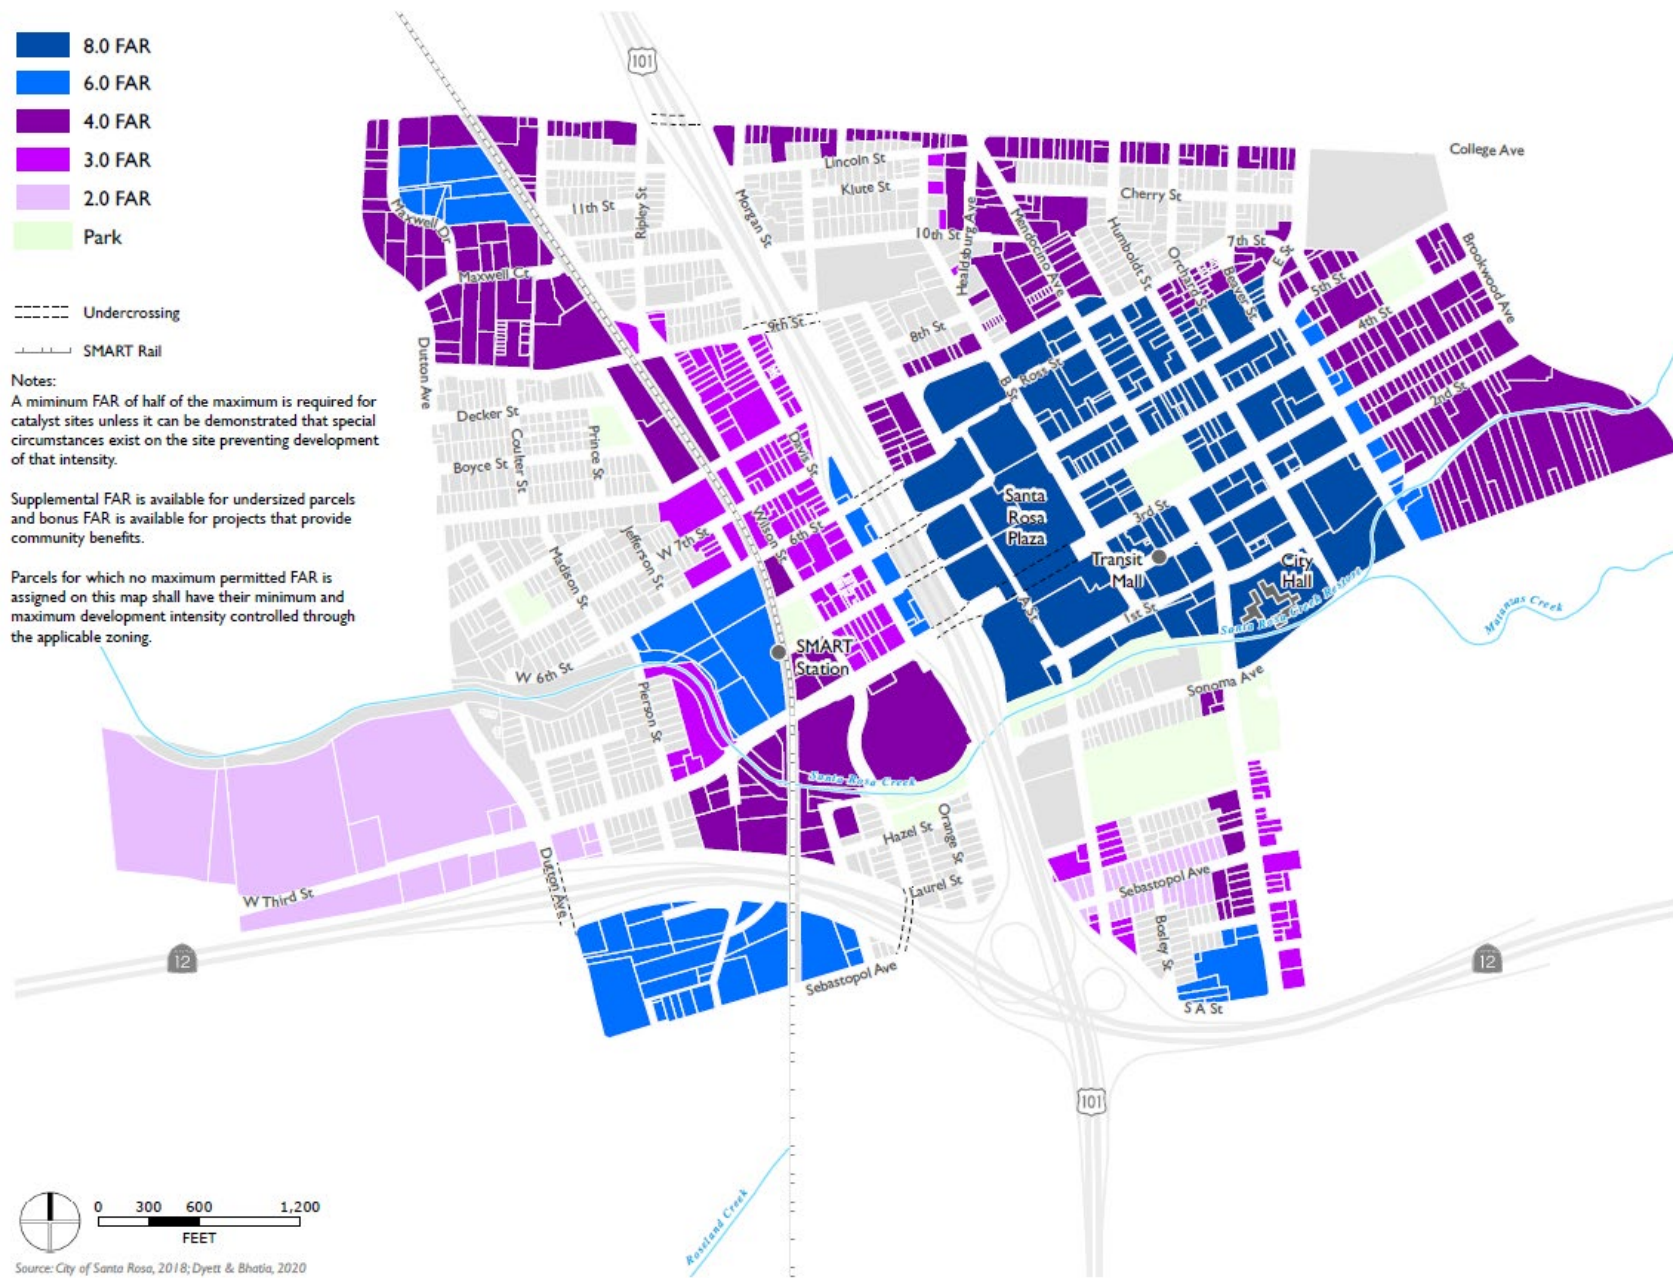 8.0 FAR
6.0 FAR
4.0 FAR
3.0 FAR
2.0 FAR
Park
Undercrossing
SMART Rail
Notes:
A miminum FAR of half of the maximum is required for
catalyst sites unless it can be demonstrated that special
circumstances exist on the site preventing development
of that intensity.
Supplemental FAR is available for undersized parcels
and bonus FAR is available for projects that provide
community benefits.
Parcels for which no maximum permitted FAR is
assigned on this map shall have their minimum and
maximum development intensity controlled through
the applicable zoning.
101
College Ave
Lincoln St
Klute St
Cherry St
11th St
Ripley St
Morgan St
10th St
Healdsburg Ave
Mendocino Ave
Humboldt St
Orchard St
7th St
Beaver St
E St
5th St
Brookwood Ave
4th St
Maxwell Dr
Maxwell Ct
9th St
8th St
B St
Ross St
2nd St
Dutton Ave
Decker St
Coulter St
Prince St
Boyce St
Davis St
Santa
Rosa
Plaza
3rd St
Wilson St
6th St
W 7th St
Jefferson St
Madison St
Transit
Mall
City
Hall
A St
1st St
Santa Rosa Creek Restore
Matanzas Creek
SMART
Station
W 6th St
Pierson St
Sonoma Ave
Santa Rosa Creek
Hazel St
Orange St
Laurel St
Sebastopol Ave
Bosley St
Dutton Ave
W Third St
12
Sebastopol Ave
S A St
12
101
Roseland Creek
0 300 600 1,200
FEET
Source: City of Santa Rosa, 2018; Dyett & Bhatia, 2020